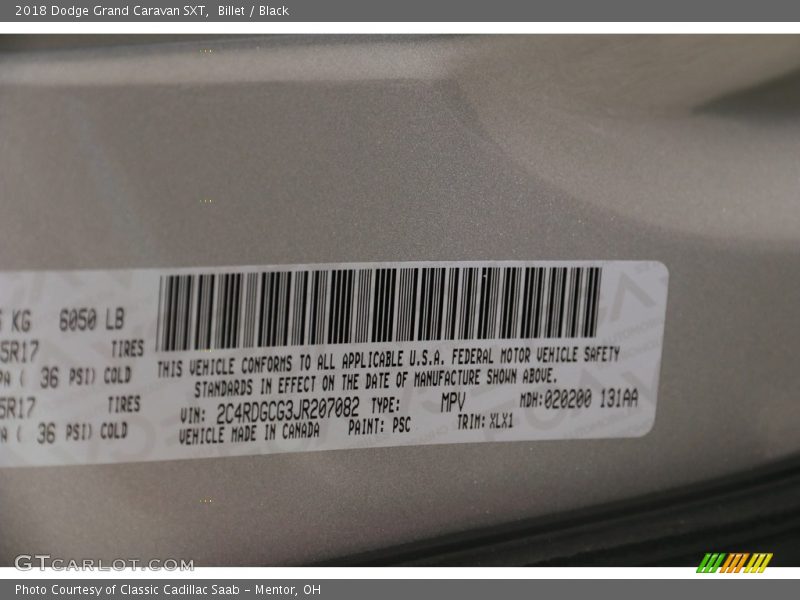 2018 Dodge Grand Caravan SXT, Billet / Black
KG 6050 LB
5R17 TIRES
PA ( 36 PSI) COLD
5R17 TIRES
PA ( 36 PSI) COLD
THIS VEHICLE CONFORMS TO ALL APPLICABLE U.S.A. FEDERAL MOTOR VEHICLE SAFETY
STANDARDS IN EFFECT ON THE DATE OF MANUFACTURE SHOWN ABOVE.
VIN: 2C4RDGCG3JR207082 TYPE: MPV MDH:020200 131AA
VEHICLE MADE IN CANADA PAINT: PSC TRIM: XLX1
GTCARLOT.COM
Photo Courtesy of Classic Cadillac Saab – Mentor, OH